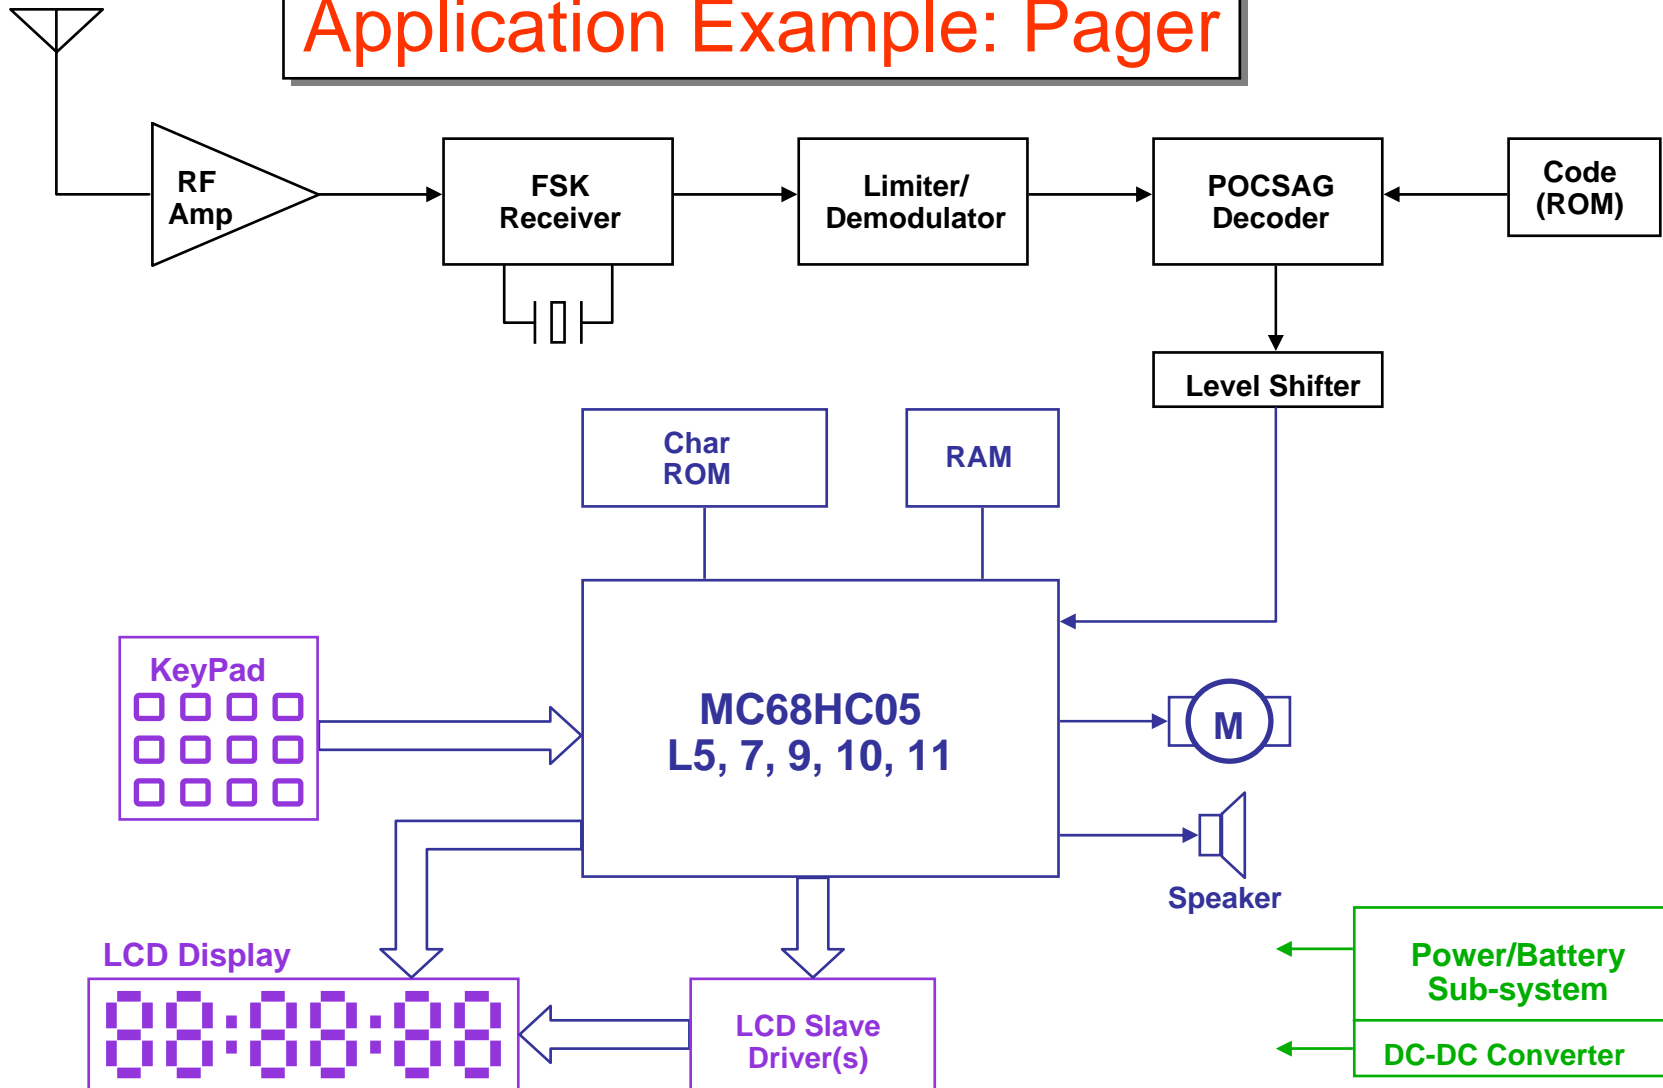 Application Example: Pager
RF
Amp
FSK
Receiver
Limiter/
Demodulator
POCSAG
Decoder
Code
(ROM)
Level Shifter
Char
ROM
RAM
KeyPad
MC68HC05
L5, 7, 9, 10, 11
M
Speaker
LCD Display
88:88:88
LCD Slave
Driver(s)
Power/Battery
Sub-system
DC-DC Converter